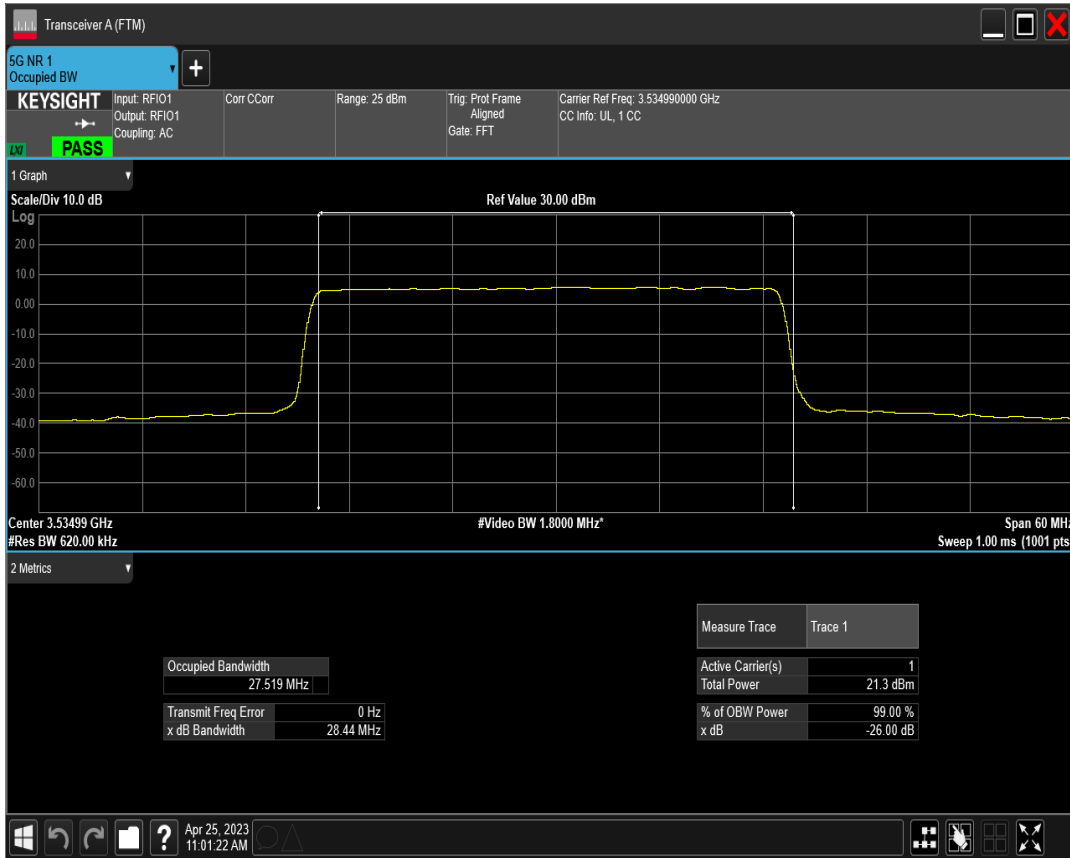 Transceiver A (FTM)
5G NR 1
Occupied BW
+
KEYSIGHT
LXI
PASS
Input: RFIO1
Output: RFIO1
Coupling: AC
Corr CCorr
Range: 25 dBm
Trig: Prot Frame
Aligned
Gate: FFT
Carrier Ref Freq: 3.534990000 GHz
CC Info: UL, 1 CC
1 Graph
Scale/Div 10.0 dB
Ref Value 30.00 dBm
Log
20.0
10.0
0.00
-10.0
-20.0
-30.0
-40.0
-50.0
-60.0
Center 3.53499 GHz
#Video BW 1.8000 MHz*
Span 60 MHz
#Res BW 620.00 kHz
Sweep 1.00 ms (1001 pts
2 Metrics
Measure Trace Trace 1
Occupied Bandwidth
27.519 MHz
Active Carrier(s) 1
Total Power 21.3 dBm
Transmit Freq Error 0 Hz
x dB Bandwidth 28.44 MHz
% of OBW Power 99.00 %
x dB -26.00 dB
?
Apr 25, 2023
11:01:22 AM